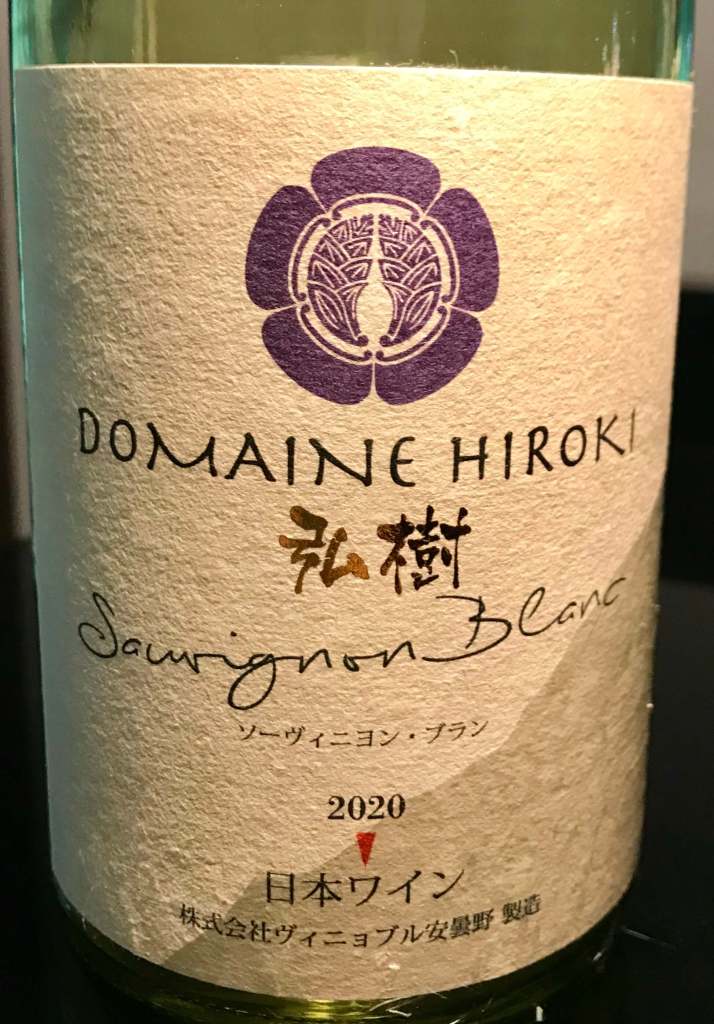 DOMAINE HIROKI
弘樹
Sauvignon Blanc
ソーヴィニヨン・ブラン
2020
日本ワイン
株式会社ヴィニョブル安曇野 製造